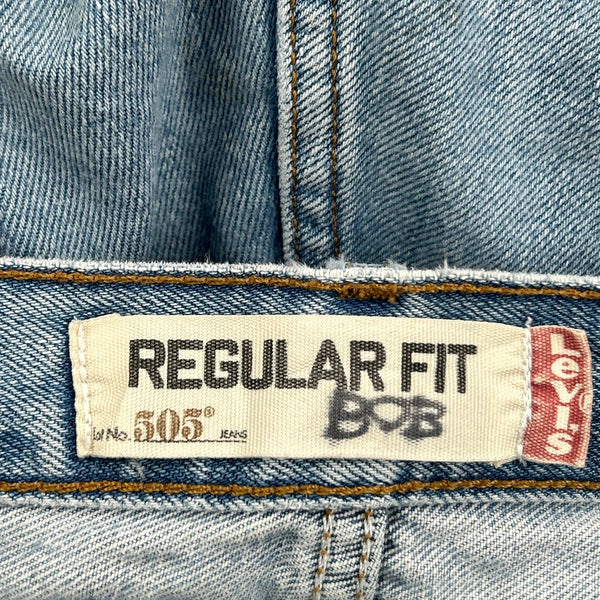 REGULAR FIT
Lot No. 505® JEANS
BOB
Levi's®